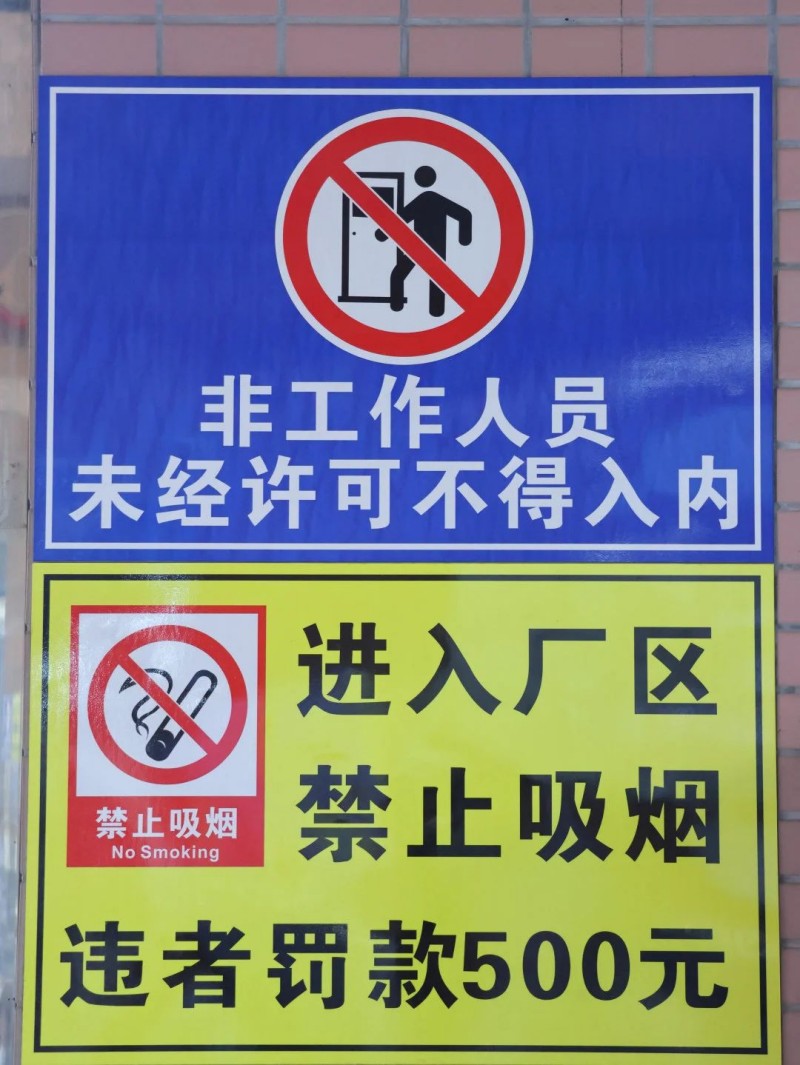 非工作人员
未经许可不得入内
进入厂区
禁止吸烟
禁止吸烟
No Smoking
违者罚款500元